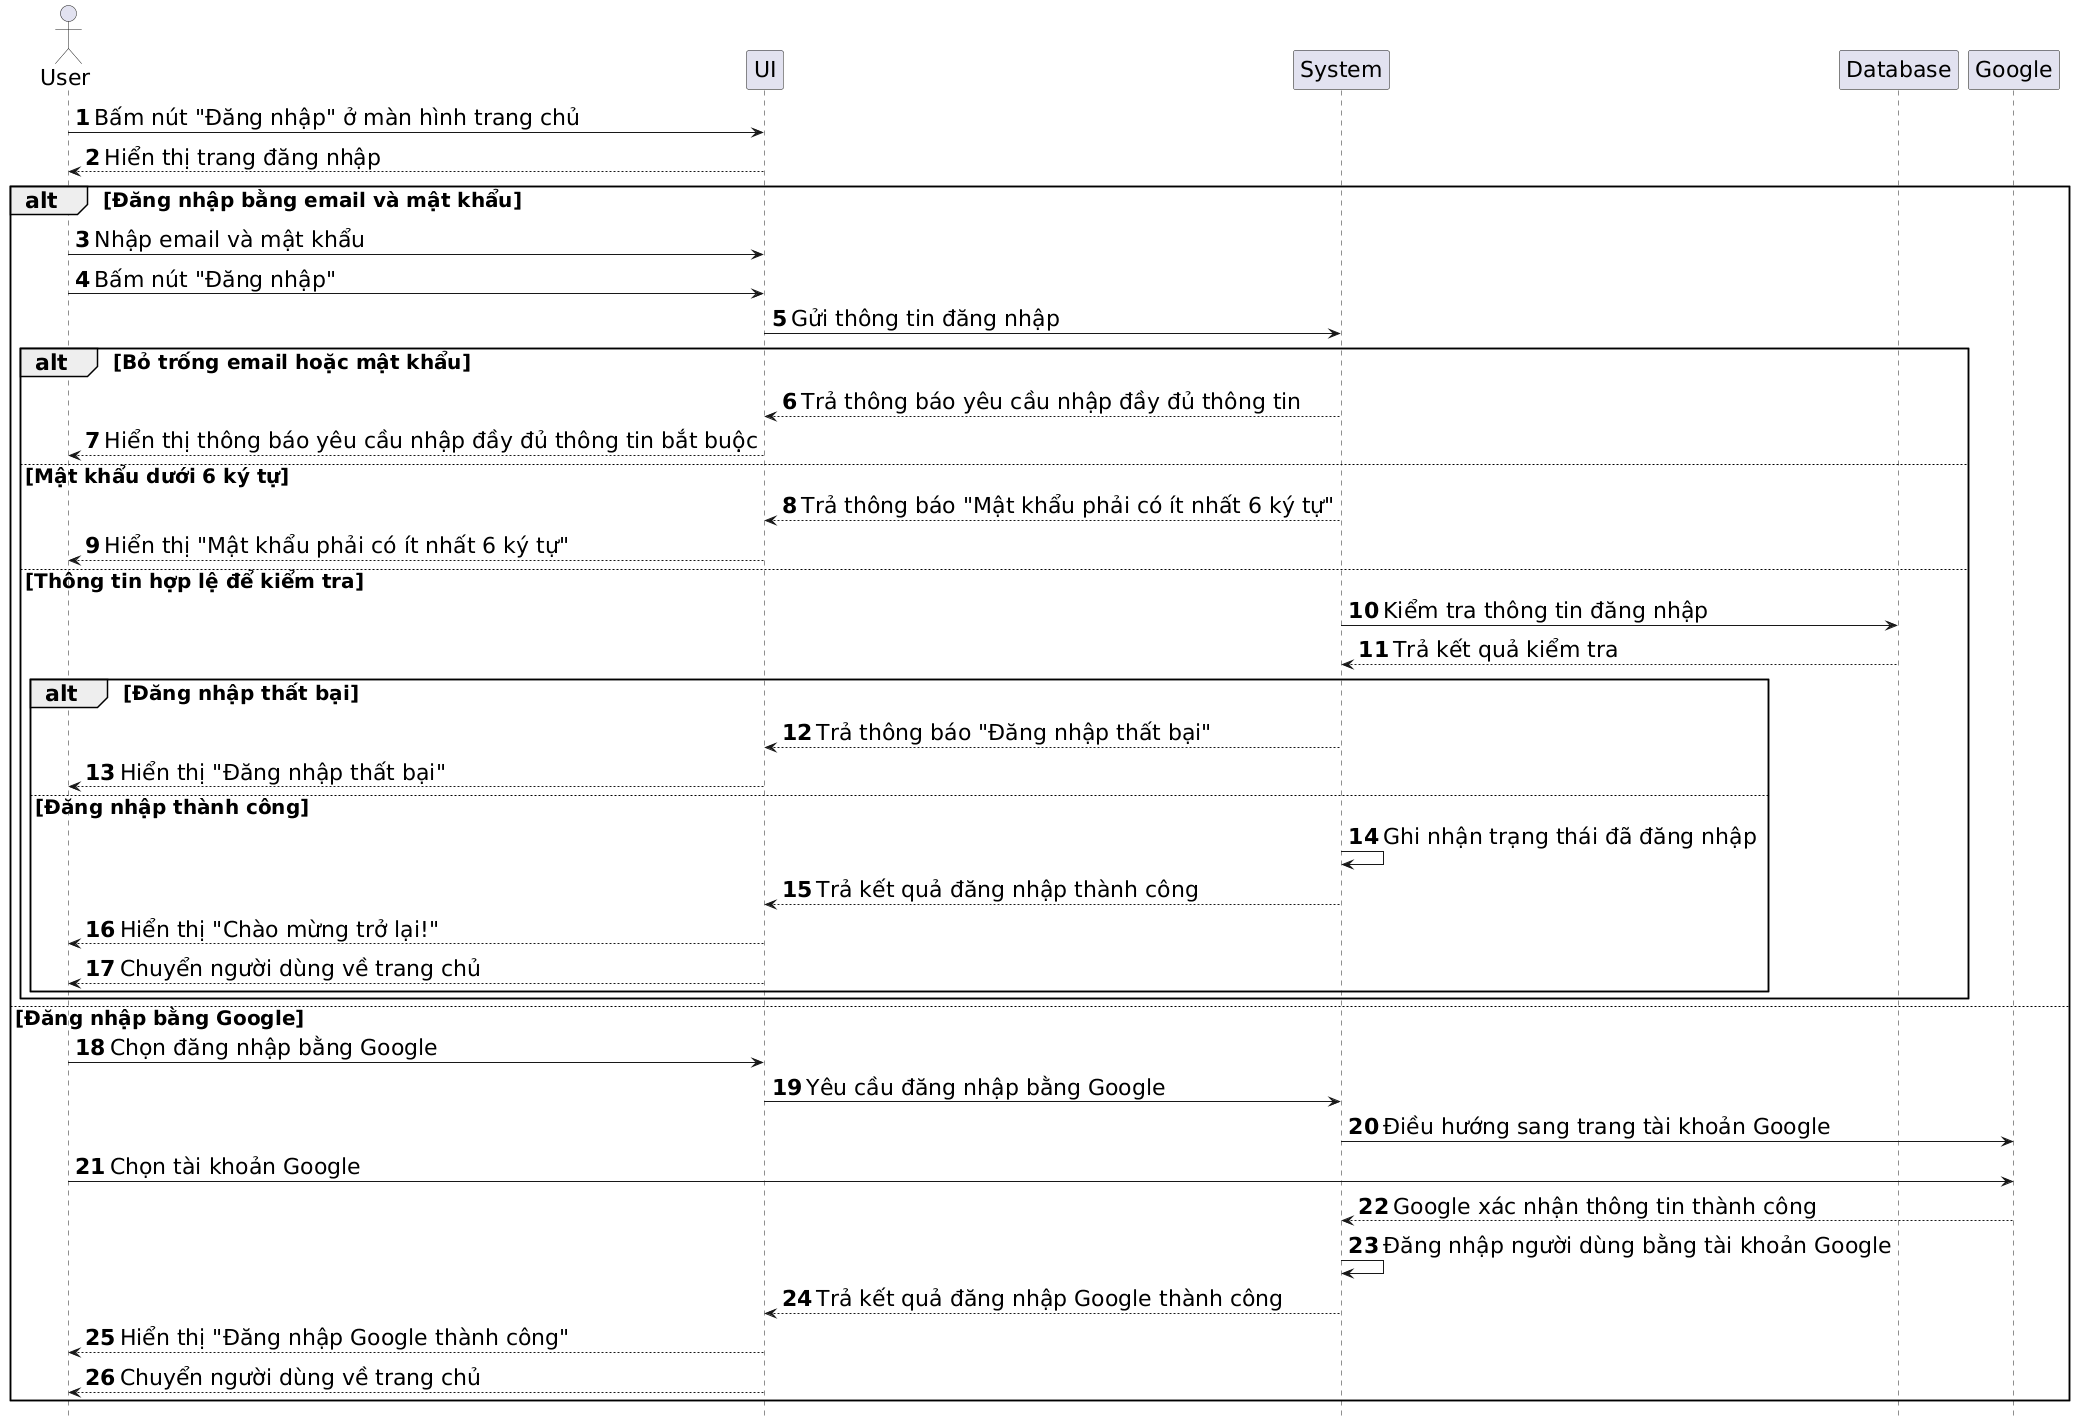 User
UI
System
Database
Google
1 Bấm nút "Đăng nhập" ở màn hình trang chủ
2 Hiển thị trang đăng nhập
alt [Đăng nhập bằng email và mật khẩu]
3 Nhập email và mật khẩu
4 Bấm nút "Đăng nhập"
5 Gửi thông tin đăng nhập
alt [Bỏ trống email hoặc mật khẩu]
6 Trả thông báo yêu cầu nhập đầy đủ thông tin
7 Hiển thị thông báo yêu cầu nhập đầy đủ thông tin bắt buộc
[Mật khẩu dưới 6 ký tự]
8 Trả thông báo "Mật khẩu phải có ít nhất 6 ký tự"
9 Hiển thị "Mật khẩu phải có ít nhất 6 ký tự"
[Thông tin hợp lệ để kiểm tra]
10 Kiểm tra thông tin đăng nhập
11 Trả kết quả kiểm tra
alt [Đăng nhập thất bại]
12 Trả thông báo "Đăng nhập thất bại"
13 Hiển thị "Đăng nhập thất bại"
[Đăng nhập thành công]
14 Ghi nhận trạng thái đã đăng nhập
15 Trả kết quả đăng nhập thành công
16 Hiển thị "Chào mừng trở lại!"
17 Chuyển người dùng về trang chủ
[Đăng nhập bằng Google]
18 Chọn đăng nhập bằng Google
19 Yêu cầu đăng nhập bằng Google
20 Điều hướng sang trang tài khoản Google
21 Chọn tài khoản Google
22 Google xác nhận thông tin thành công
23 Đăng nhập người dùng bằng tài khoản Google
24 Trả kết quả đăng nhập Google thành công
25 Hiển thị "Đăng nhập Google thành công"
26 Chuyển người dùng về trang chủ